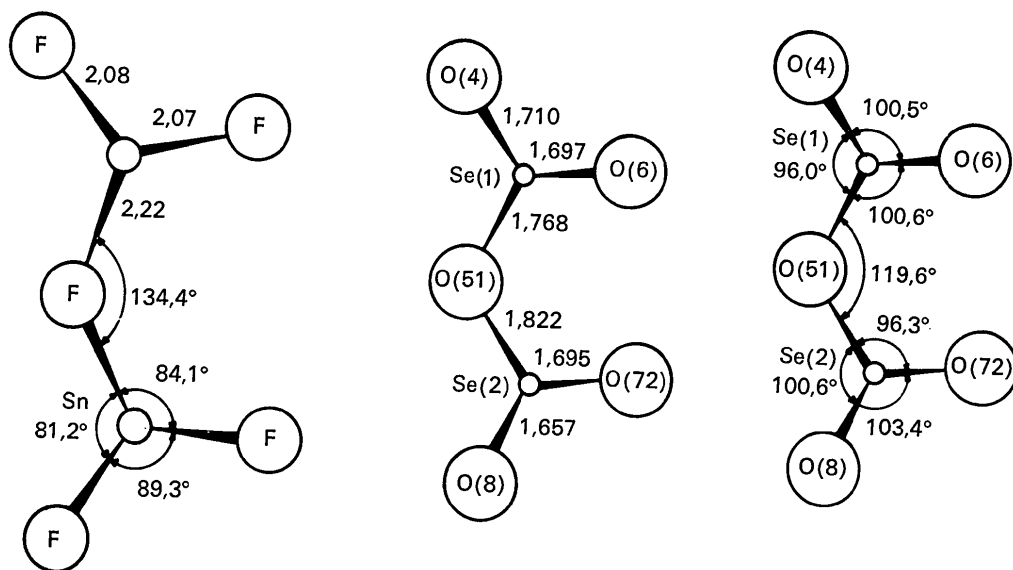 F
2,08
2,07
F
2,22
F
134,4°
84,1°
Sn
81,2°
F
89,3°
F
O(4)
1,710
1,697
Se(1)
O(6)
1,768
O(51)
1,822
1,695
Se(2)
O(72)
1,657
O(8)
O(4)
100,5°
Se(1)
96,0°
O(6)
100,6°
O(51)
119,6°
96,3°
Se(2)
100,6°
O(72)
103,4°
O(8)